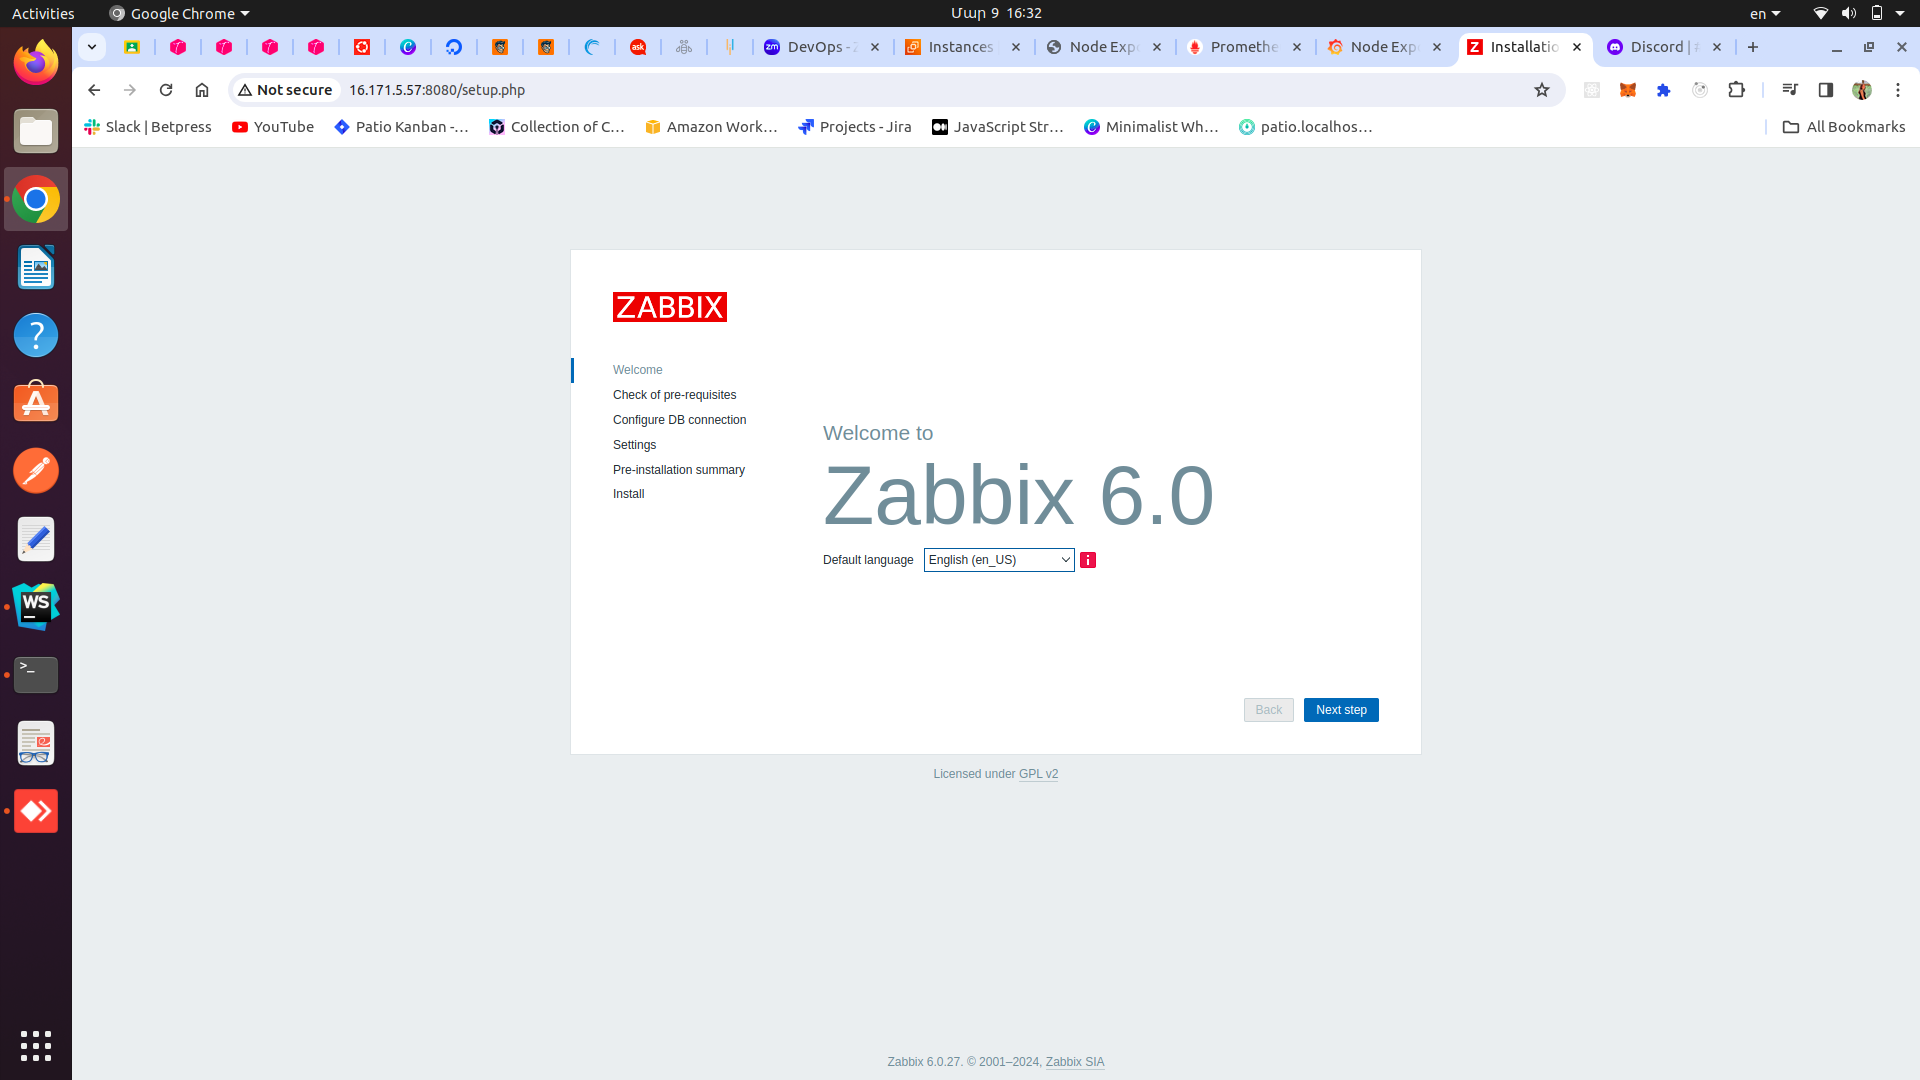 Activities
Google Chrome
Մար 9 16:32
en
DevOps - Z
Instances
Node Expo
Promethe
Node Expo
Installatio
Discord |
Not secure
16.171.5.57:8080/setup.php
Slack | Betpress
YouTube
Patio Kanban -...
Collection of C...
Amazon Work...
Projects - Jira
JavaScript Str...
Minimalist Wh...
patio.localhos...
All Bookmarks
ZABBIX
Welcome
Check of pre-requisites
Configure DB connection
Settings
Pre-installation summary
Install
Welcome to
Zabbix 6.0
Default language
English (en_US)
Back
Next step
Licensed under GPL v2
Zabbix 6.0.27. © 2001–2024, Zabbix SIA